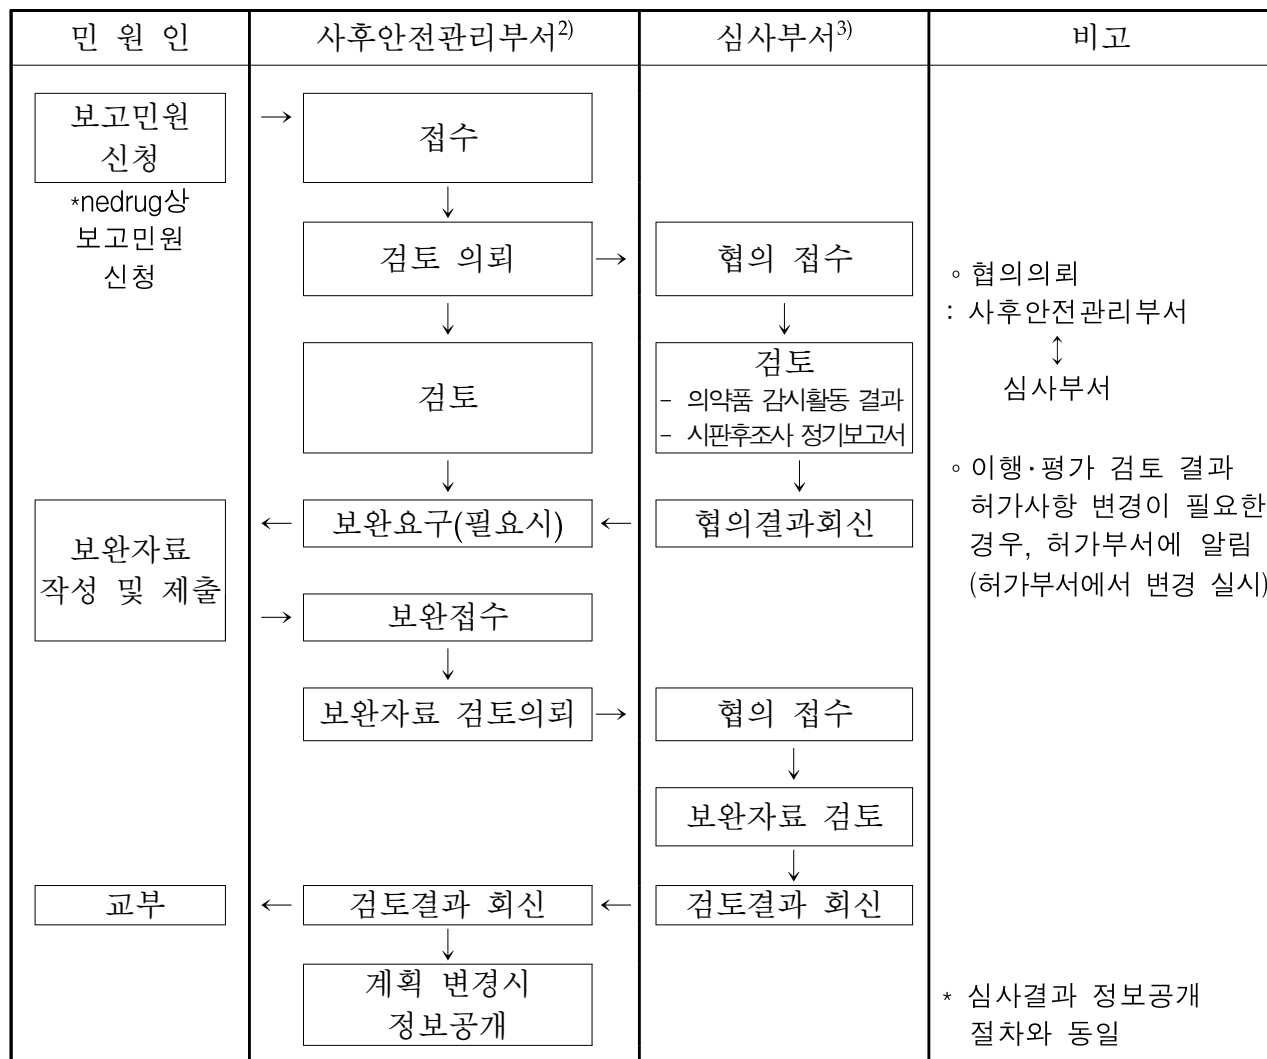 민 원 인
사후안전관리부서2)
심사부서3)
비고
보고민원
신청
→
접수
*nedrug상
보고민원
신청
↓
검토 의뢰
→
협의 접수
◦ 협의의뢰
: 사후안전관리부서
↕
심사부서
↓
↓
검토
검토
- 의약품 감시활동 결과
- 시판후조사 정기보고서
◦ 이행·평가 검토 결과
허가사항 변경이 필요한
경우, 허가부서에 알림
(허가부서에서 변경 실시)
↓
↓
보완자료
작성 및 제출
←
보완요구(필요시)
←
협의결과회신
→
보완접수
↓
보완자료 검토의뢰
→
협의 접수
↓
보완자료 검토
↓
교부
←
검토결과 회신
←
검토결과 회신
↓
계획 변경시
정보공개
* 심사결과 정보공개
절차와 동일